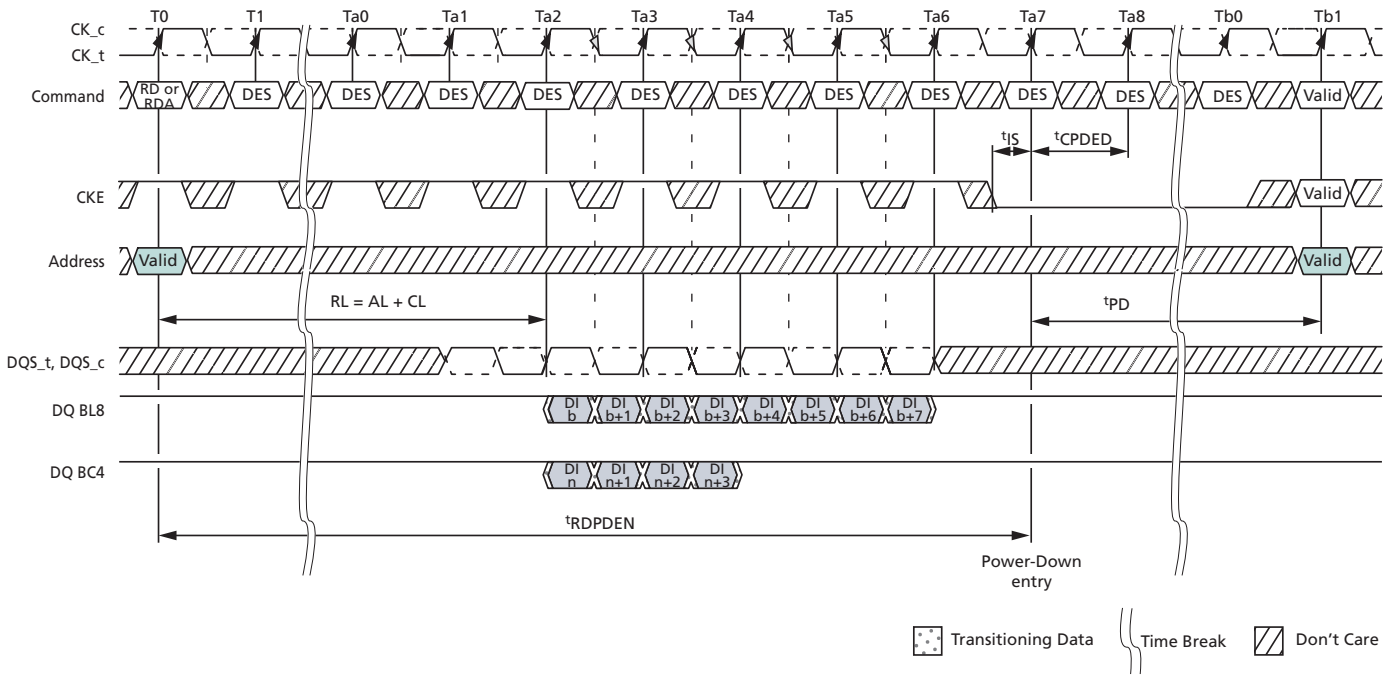 T0 T1 Ta0 Ta1 Ta2 Ta3 Ta4 Ta5 Ta6 Ta7 Ta8 Tb0 Tb1
CK_c
CK_t
Command RD or RDA DES DES DES DES DES DES DES DES DES DES DES Valid
tIS tCPDED
CKE Valid
Address Valid Valid
RL = AL + CL
tPD
DQS_t, DQS_c
DQ BL8 DI b DI b+1 DI b+2 DI b+3 DI b+4 DI b+5 DI b+6 DI b+7
DQ BC4 DI n DI n+1 DI n+2 DI n+3
tRDPDEN
Power-Down
entry
Transitioning Data Time Break Don't Care